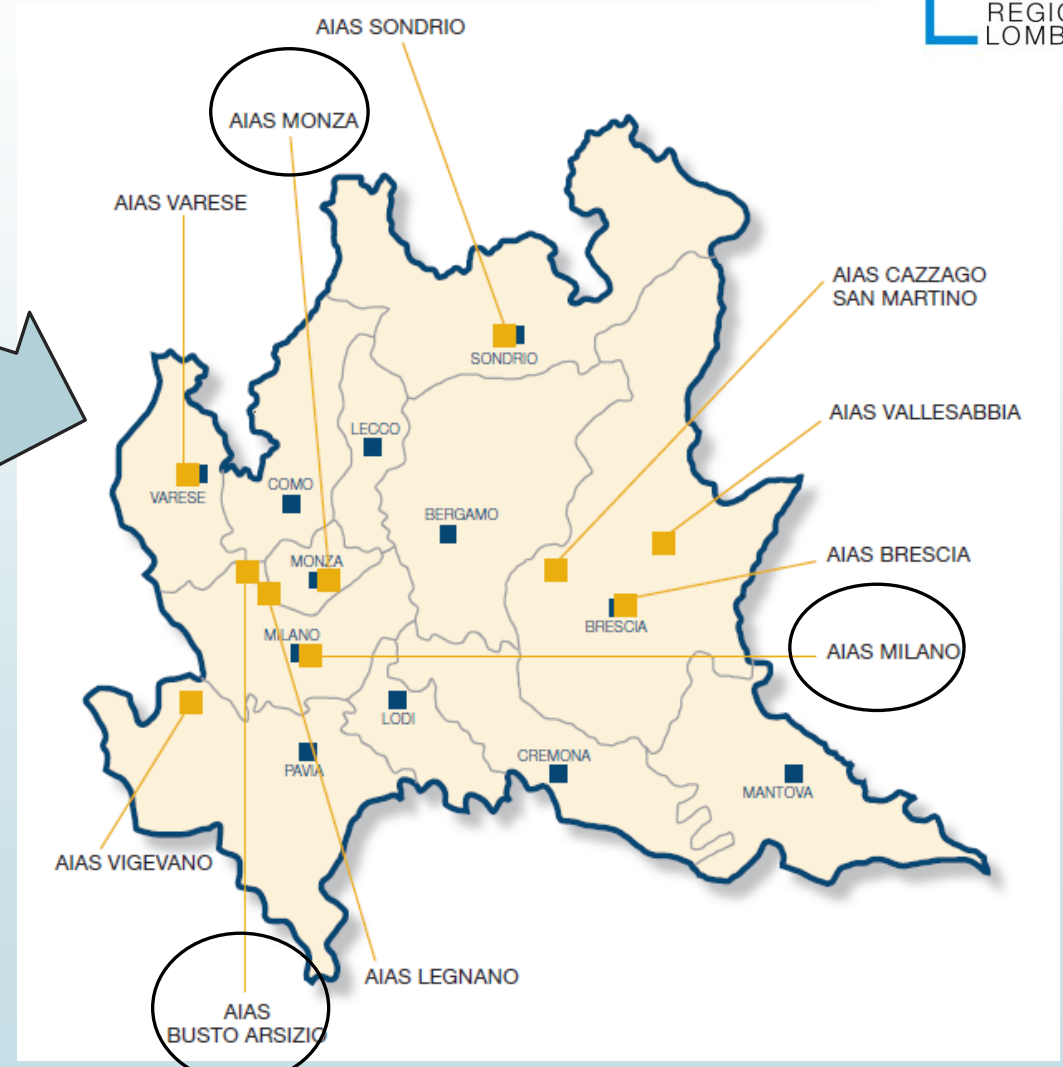 REGIO
LOMB
AIAS SONDRIO
AIAS MONZA
AIAS VARESE
AIAS CAZZAGO
SAN MARTINO
SONDRIO
AIAS VALLESABBIA
LECCO
VARESE
COMO
BERGAMO
MONZA
AIAS BRESCIA
BRESCIA
MILANO
AIAS MILANO
LODI
PAVIA
CREMONA
MANTOVA
AIAS VIGEVANO
AIAS LEGNANO
AIAS
BUSTO ARSIZIO